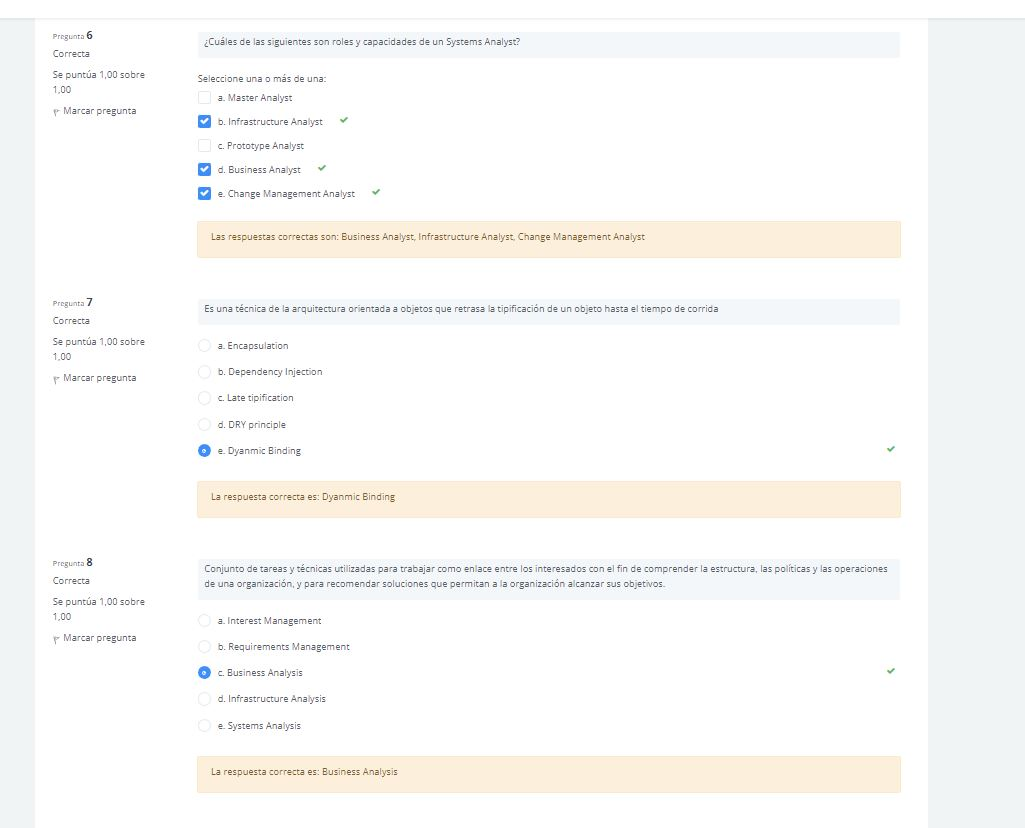 Pregunta 6
Correcta
Se puntúa 1,00 sobre
1,00
Marcar pregunta
¿Cuáles de las siguientes son roles y capacidades de un Systems Analyst?
Seleccione una o más de una:
a. Master Analyst
b. Infrastructure Analyst
c. Prototype Analyst
d. Business Analyst
e. Change Management Analyst
Las respuestas correctas son: Business Analyst, Infrastructure Analyst, Change Management Analyst
Pregunta 7
Correcta
Se puntúa 1,00 sobre
1,00
Marcar pregunta
Es una técnica de la arquitectura orientada a objetos que retrasa la tipificación de un objeto hasta el tiempo de corrida
a. Encapsulation
b. Dependency Injection
c. Late tipification
d. DRY principle
e. Dyanmic Binding
La respuesta correcta es: Dyanmic Binding
Pregunta 8
Correcta
Se puntúa 1,00 sobre
1,00
Marcar pregunta
Conjunto de tareas y técnicas utilizadas para trabajar como enlace entre los interesados con el fin de comprender la estructura, las políticas y las operaciones
de una organización, y para recomendar soluciones que permitan a la organización alcanzar sus objetivos.
a. Interest Management
b. Requirements Management
c. Business Analysis
d. Infrastructure Analysis
e. Systems Analysis
La respuesta correcta es: Business Analysis